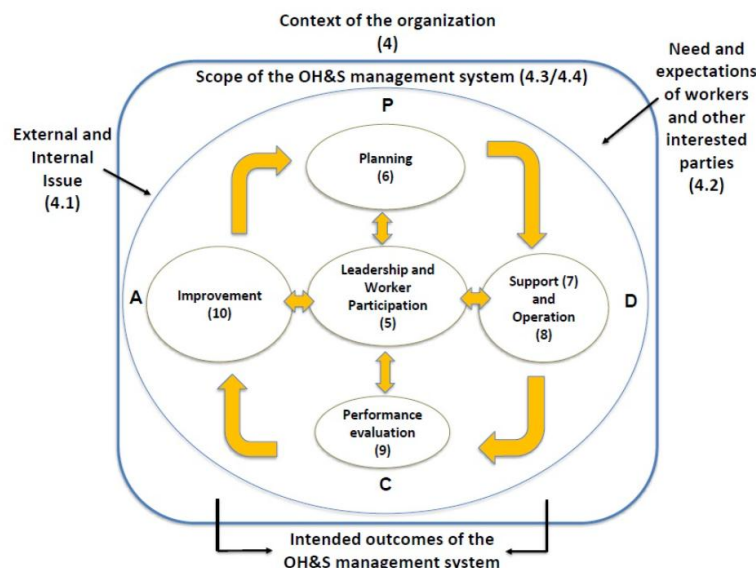 Context of the organization
(4)
Scope of the OH&S management system (4.3/4.4)
Need and
expectations
of workers
and other
interested
parties
(4.2)
External and
Internal
Issue
(4.1)
P
Planning
(6)
A
Improvement
(10)
Leadership and
Worker
Participation
(5)
Support (7)
and
Operation
(8)
D
Performance
evaluation
(9)
C
Intended outcomes of the
OH&S management system